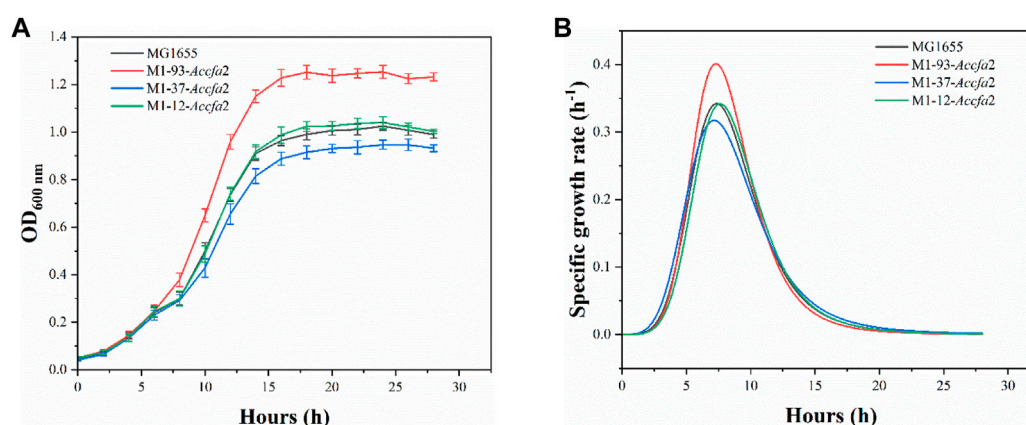 A
1.4
1.2
1.0
0.8
0.6
0.4
0.2
0.0
OD600 nm
MG1655
M1-93-Accfa2
M1-37-Accfa2
M1-12-Accfa2
0 5 10 15 20 25 30
Hours (h)
B
0.4
0.3
0.2
0.1
0.0
Specific growth rate (h-1)
MG1655
M1-93-Accfa2
M1-37-Accfa2
M1-12-Accfa2
0 5 10 15 20 25 30
Hours (h)